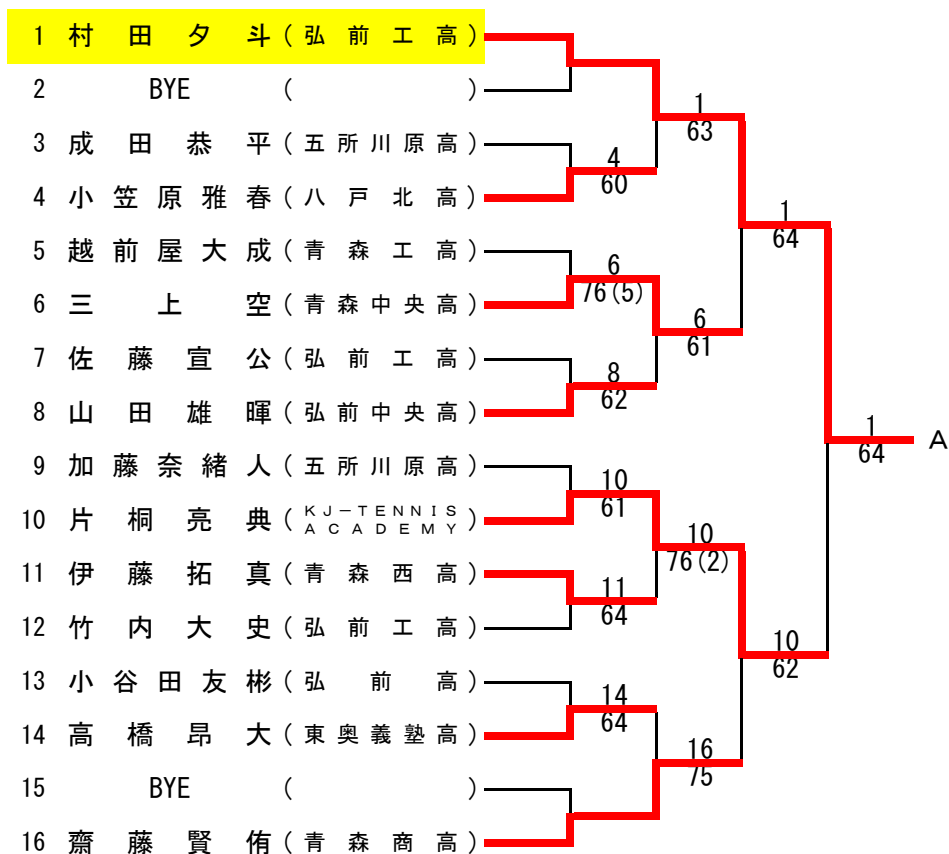 1 村田夕斗(弘前工高)
2 BYE ( )
3 成田恭平(五所川原高)
4 小笠原雅春(八戸北高)
5 越前屋大成(青森工高)
6 三上空(青森中央高)
7 佐藤宣公(弘前工高)
8 山田雄暉(弘前中央高)
9 加藤奈緒人(五所川原高)
10 片桐亮典(KJ-TENNIS ACADEMY)
11 伊藤拓真(青森西高)
12 竹内大史(弘前工高)
13 小谷田友彬(弘前高)
14 高橋昂大(東奥義塾高)
15 BYE ( )
16 齋藤賢侑(青森商高)
4
60
6
76(5)
8
62
10
61
11
64
14
64
1
63
6
61
10
76(2)
16
75
1
64
10
62
1
64
A